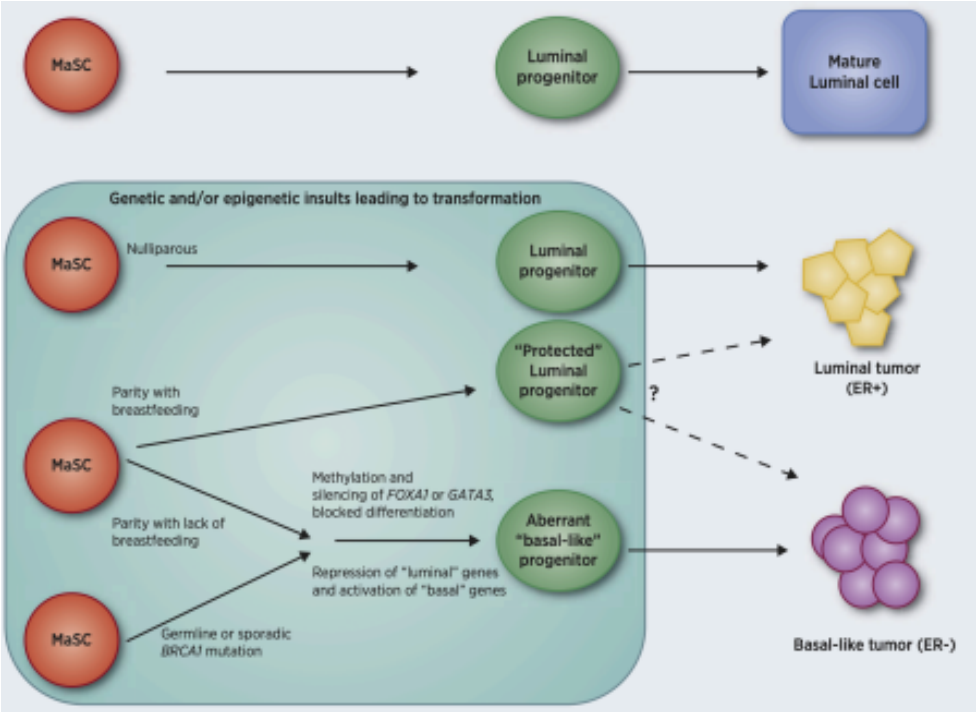 MaSC
Luminal
progenitor
Mature
Luminal cell
Genetic and/or epigenetic insults leading to transformation
MaSC
Nulliparous
Luminal
progenitor
"Protected"
Luminal
progenitor
?
Luminal tumor
(ER+)
Parity with
breastfeeding
MaSC
Parity with lack of
breastfeeding
Methylation and
silencing of FOXA1 or GATA3,
blocked differentiation
Repression of "luminal" genes
and activation of "basal" genes
Aberrant
"basal-like"
progenitor
MaSC
Germline or sporadic
BRCA1 mutation
Basal-like tumor (ER-)